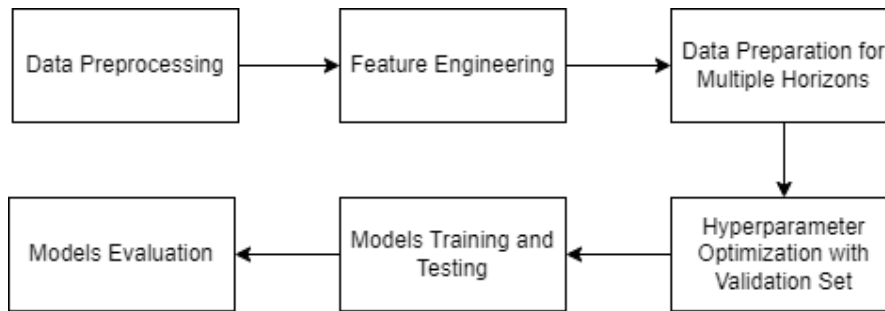 Data Preprocessing
Feature Engineering
Data Preparation for
Multiple Horizons
Hyperparameter
Optimization with
Validation Set
Models Training and
Testing
Models Evaluation